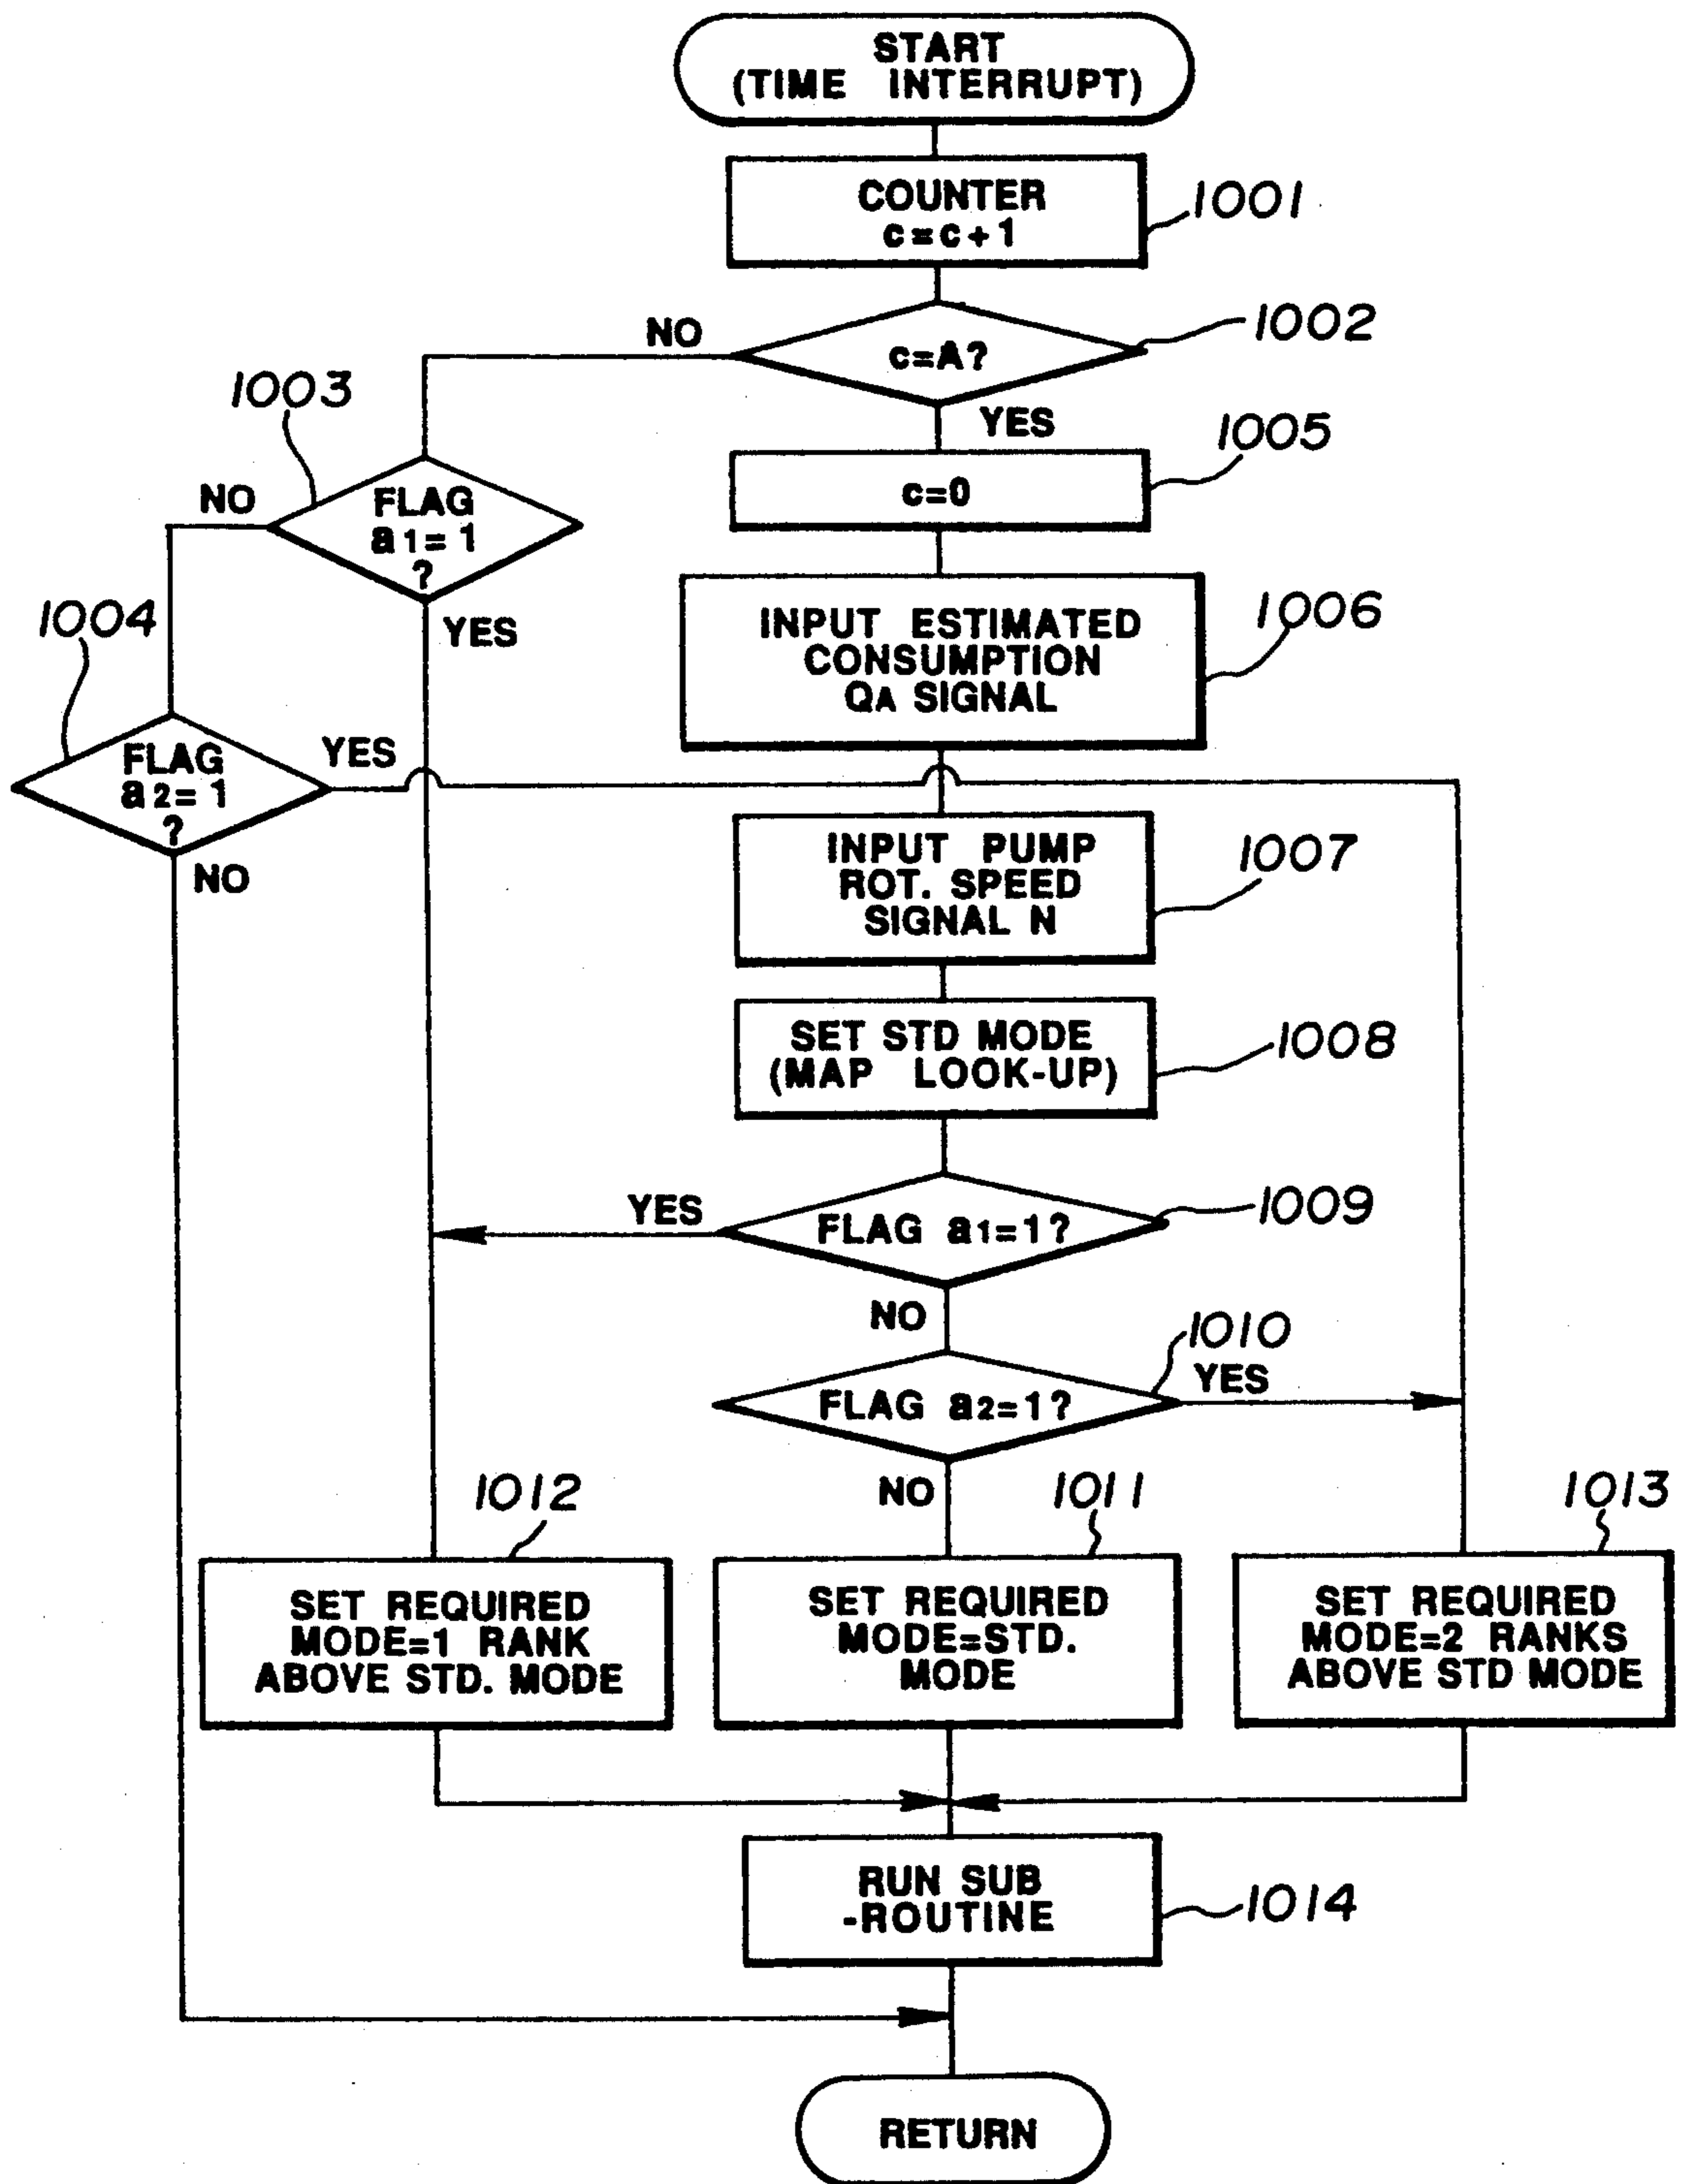 START
(TIME INTERRUPT)
COUNTER
c=c+1
1001
c=A?
1002
NO
YES
1003
FLAG
a1=1
?
NO
YES
c=0
1005
INPUT ESTIMATED
CONSUMPTION
QA SIGNAL
1006
1004
FLAG
a2=1
?
YES
NO
INPUT PUMP
ROT. SPEED
SIGNAL N
1007
SET STD MODE
(MAP LOOK-UP)
1008
FLAG a1=1?
1009
YES
NO
FLAG a2=1?
1010
YES
NO
1012
SET REQUIRED
MODE=1 RANK
ABOVE STD. MODE
1011
SET REQUIRED
MODE=STD.
MODE
1013
SET REQUIRED
MODE=2 RANKS
ABOVE STD MODE
RUN SUB
-ROUTINE
1014
RETURN